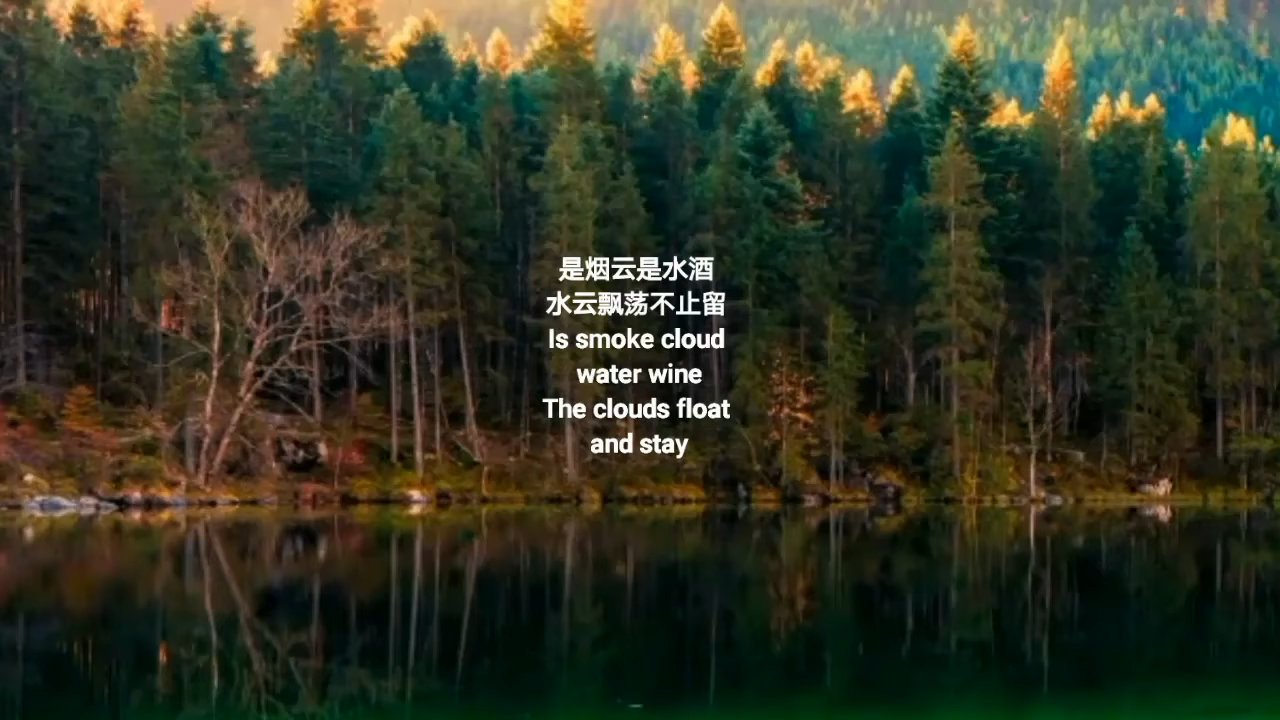 是烟云是水酒
水云飘荡不止留
Is smoke cloud
water wine
The clouds float
and stay